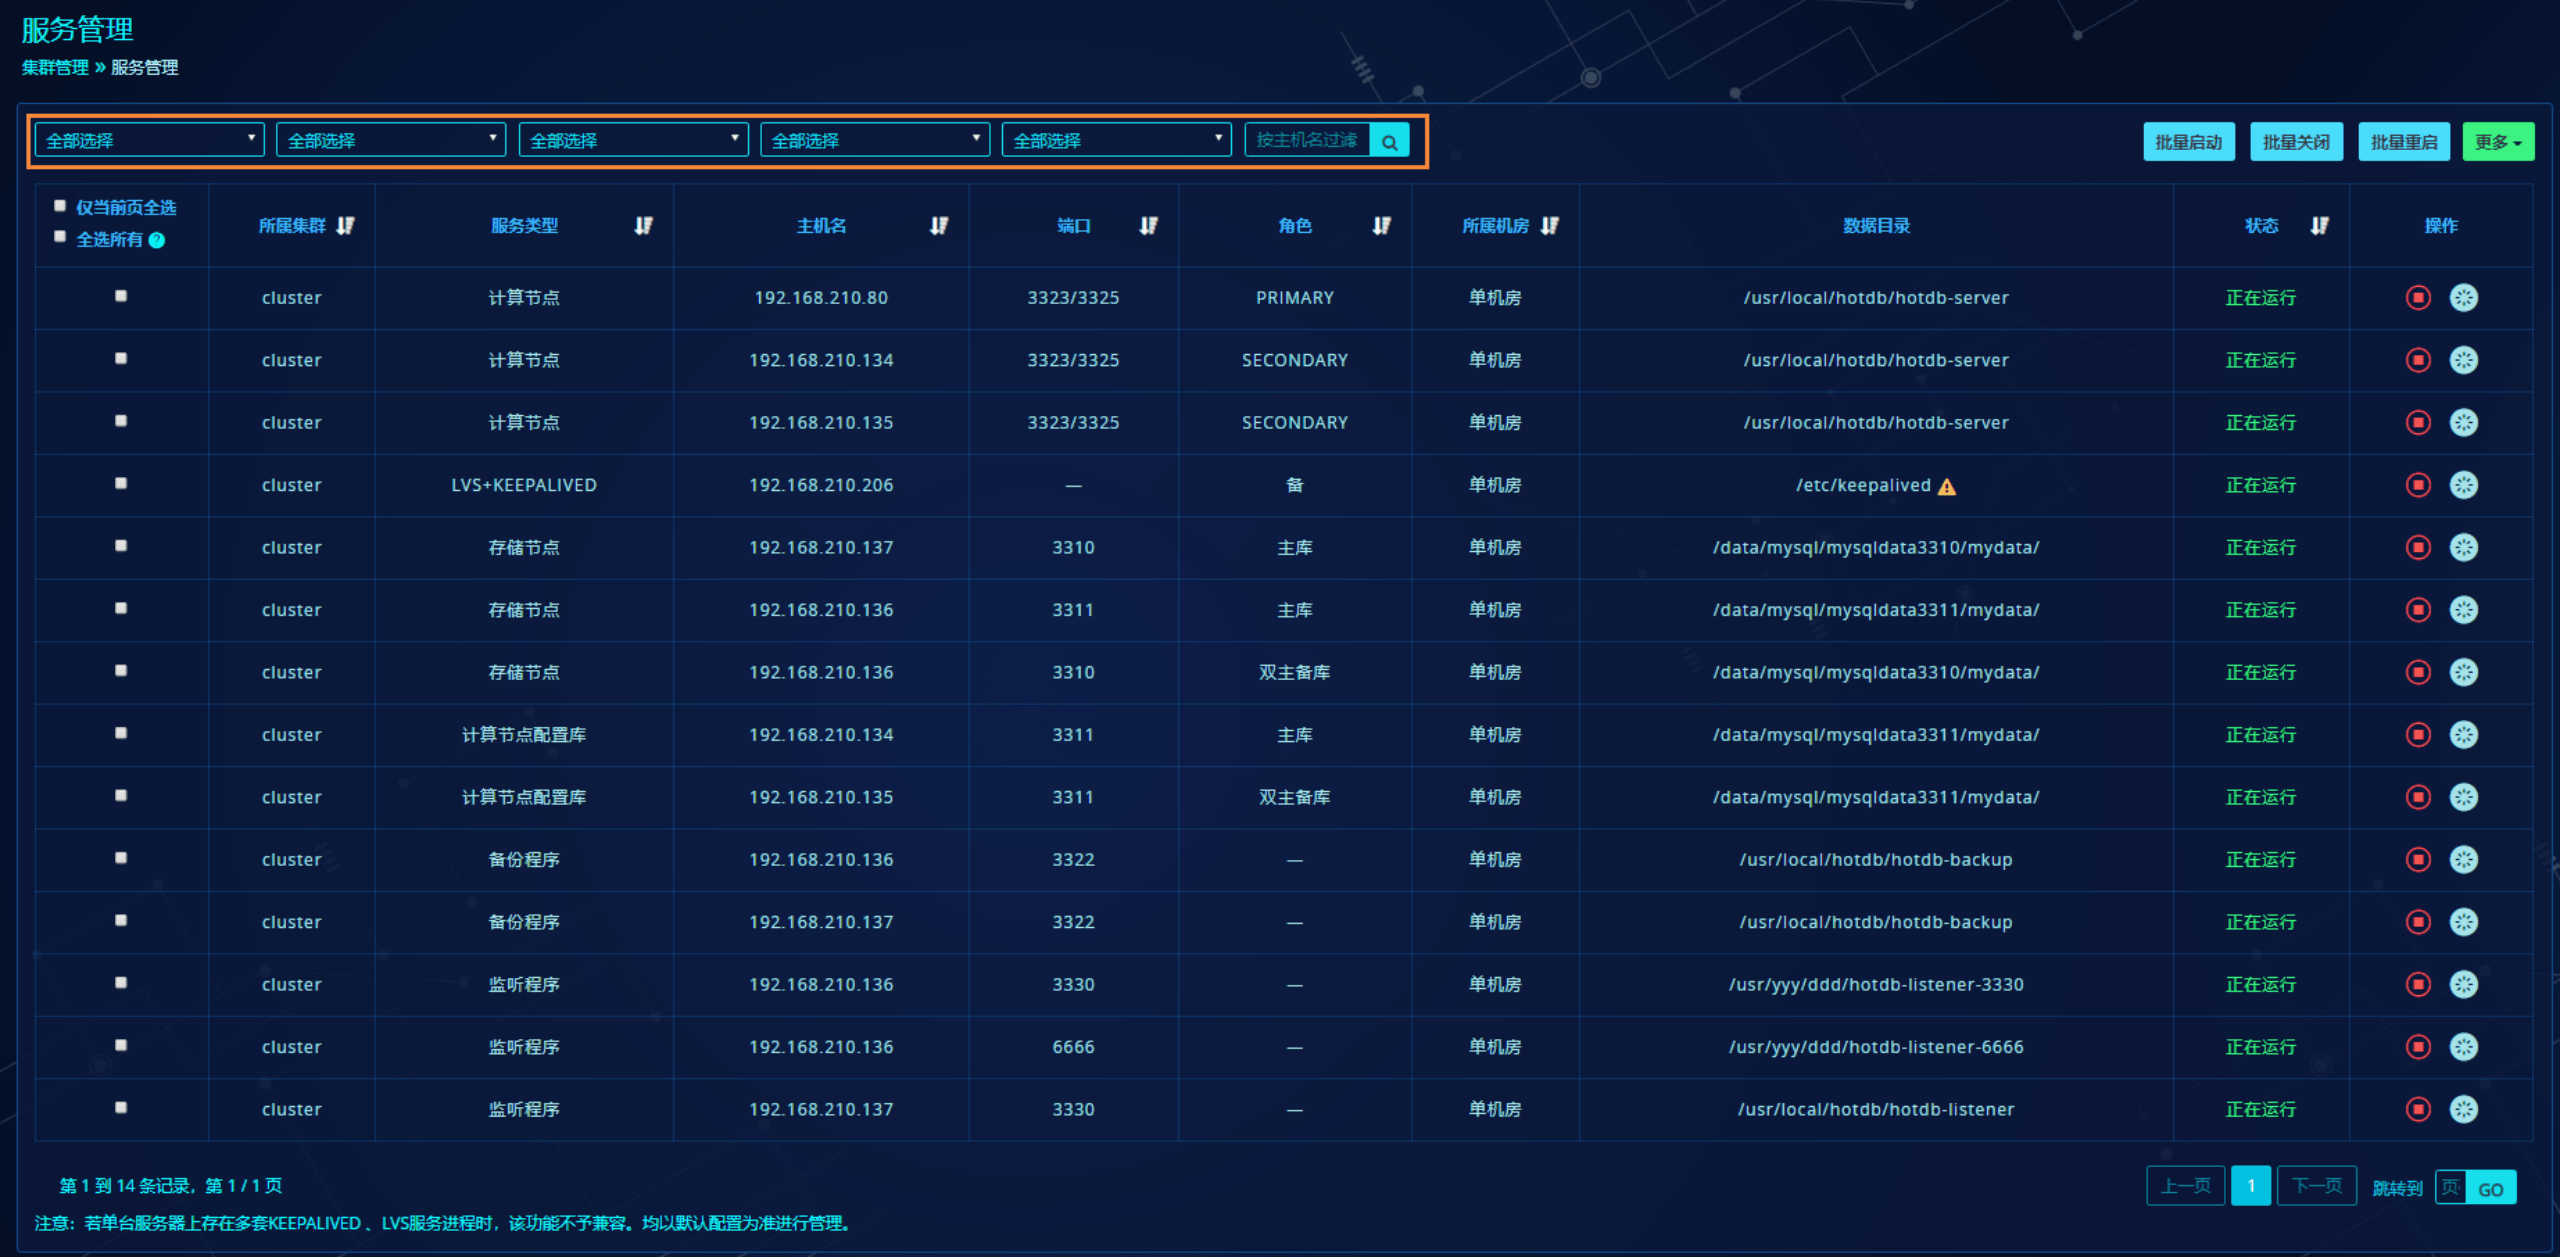 服务管理
集群管理 » 服务管理
全部选择 全部选择 全部选择 全部选择 全部选择 按主机名过滤 批量启动 批量关闭 批量重启 更多
仅当前页全选
全选所有 ?
所属集群 服务类型 主机名 端口 角色 所属机房 数据目录 状态 操作
cluster 计算节点 192.168.210.80 3323/3325 PRIMARY 单机房 /usr/local/hotdb/hotdb-server 正在运行
cluster 计算节点 192.168.210.134 3323/3325 SECONDARY 单机房 /usr/local/hotdb/hotdb-server 正在运行
cluster 计算节点 192.168.210.135 3323/3325 SECONDARY 单机房 /usr/local/hotdb/hotdb-server 正在运行
cluster LVS+KEEPALIVED 192.168.210.206 — 备 单机房 /etc/keepalived 正在运行
cluster 存储节点 192.168.210.137 3310 主库 单机房 /data/mysql/mysqldata3310/mydata/ 正在运行
cluster 存储节点 192.168.210.136 3311 主库 单机房 /data/mysql/mysqldata3311/mydata/ 正在运行
cluster 存储节点 192.168.210.136 3310 双主备库 单机房 /data/mysql/mysqldata3310/mydata/ 正在运行
cluster 计算节点配置库 192.168.210.134 3311 主库 单机房 /data/mysql/mysqldata3311/mydata/ 正在运行
cluster 计算节点配置库 192.168.210.135 3311 双主备库 单机房 /data/mysql/mysqldata3311/mydata/ 正在运行
cluster 备份程序 192.168.210.136 3322 — 单机房 /usr/local/hotdb/hotdb-backup 正在运行
cluster 备份程序 192.168.210.137 3322 — 单机房 /usr/local/hotdb/hotdb-backup 正在运行
cluster 监听程序 192.168.210.136 3330 — 单机房 /usr/yyy/ddd/hotdb-listener-3330 正在运行
cluster 监听程序 192.168.210.136 6666 — 单机房 /usr/yyy/ddd/hotdb-listener-6666 正在运行
cluster 监听程序 192.168.210.137 3330 — 单机房 /usr/local/hotdb/hotdb-listener 正在运行
第 1 到 14 条记录，第 1 / 1 页 上一页 1 下一页 跳转到 页 GO
注意：若单台服务器上存在多套KEEPALIVED 、LVS服务进程时，该功能不予兼容。均以默认配置为准进行管理。